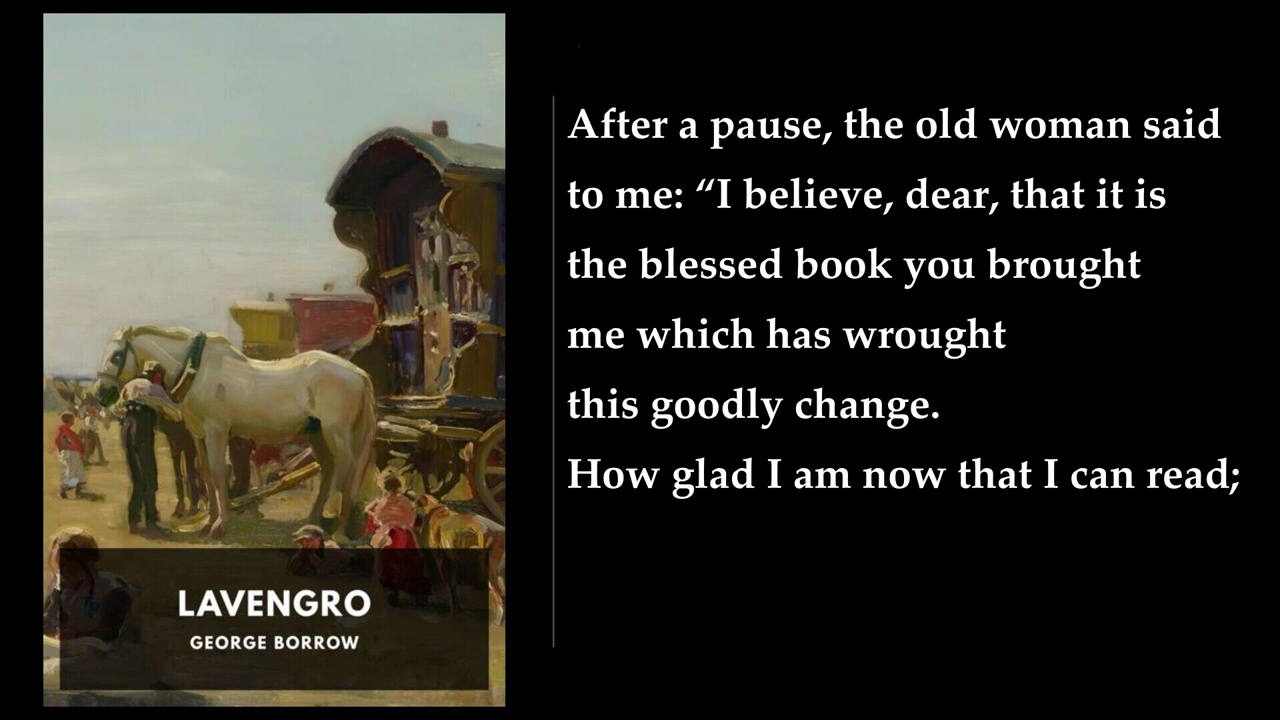 LAVENGRO
GEORGE BORROW
After a pause, the old woman said
to me: “I believe, dear, that it is
the blessed book you brought
me which has wrought
this goodly change.
How glad I am now that I can read;